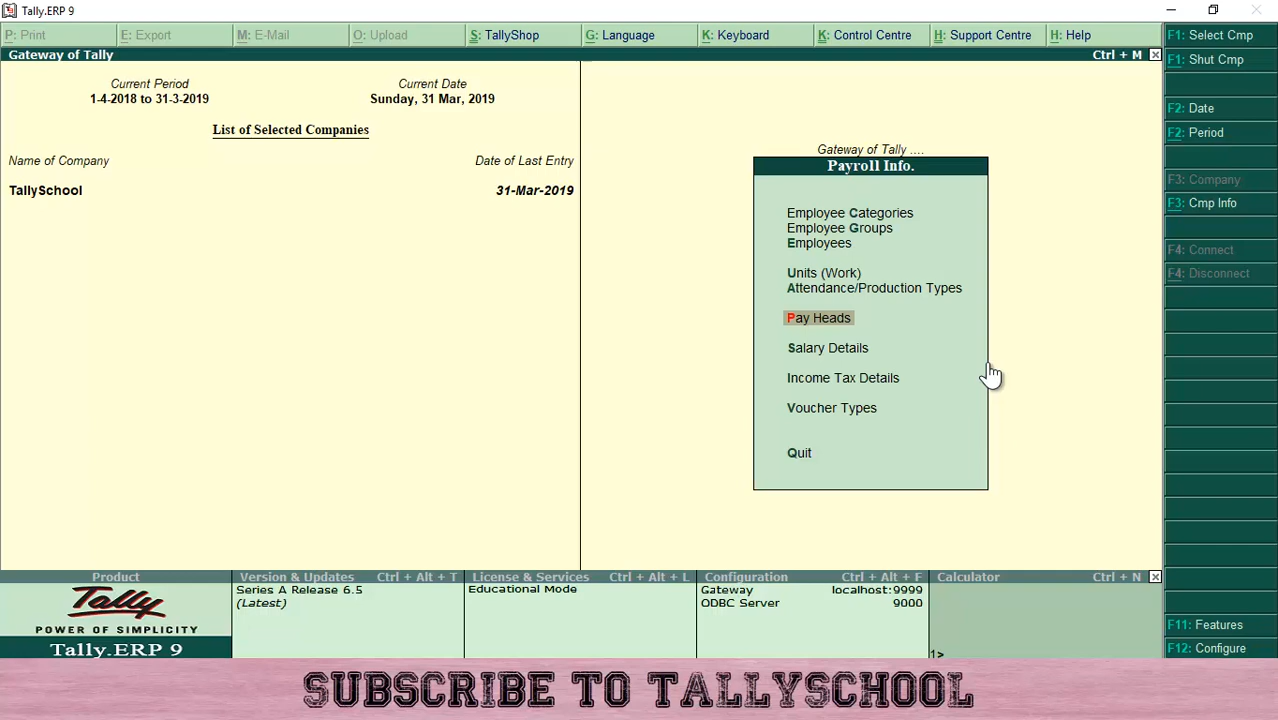 Tally.ERP 9
P: Print
E: Export
M: E-Mail
O: Upload
S: TallyShop
G: Language
K: Keyboard
K: Control Centre
H: Support Centre
H: Help
Gateway of Tally
Ctrl + M
Current Period
1-4-2018 to 31-3-2019
Current Date
Sunday, 31 Mar, 2019
List of Selected Companies
Name of Company
Date of Last Entry
TallySchool
31-Mar-2019
Gateway of Tally ....
Payroll Info.
Employee Categories
Employee Groups
Employees
Units (Work)
Attendance/Production Types
Pay Heads
Salary Details
Income Tax Details
Voucher Types
Quit
F1: Select Cmp
F1: Shut Cmp
F2: Date
F2: Period
F3: Company
F3: Cmp Info
F4: Connect
F4: Disconnect
F11: Features
F12: Configure
Product
Tally
POWER OF SIMPLICITY
Tally.ERP 9
Version & Updates Ctrl + Alt + T
Series A Release 6.5
(Latest)
License & Services Ctrl + Alt + L
Educational Mode
Configuration Ctrl + Alt + F
Gateway localhost:9999
ODBC Server 9000
Calculator Ctrl + N
1>
SUBSCRIBE TO TALLYSCHOOL